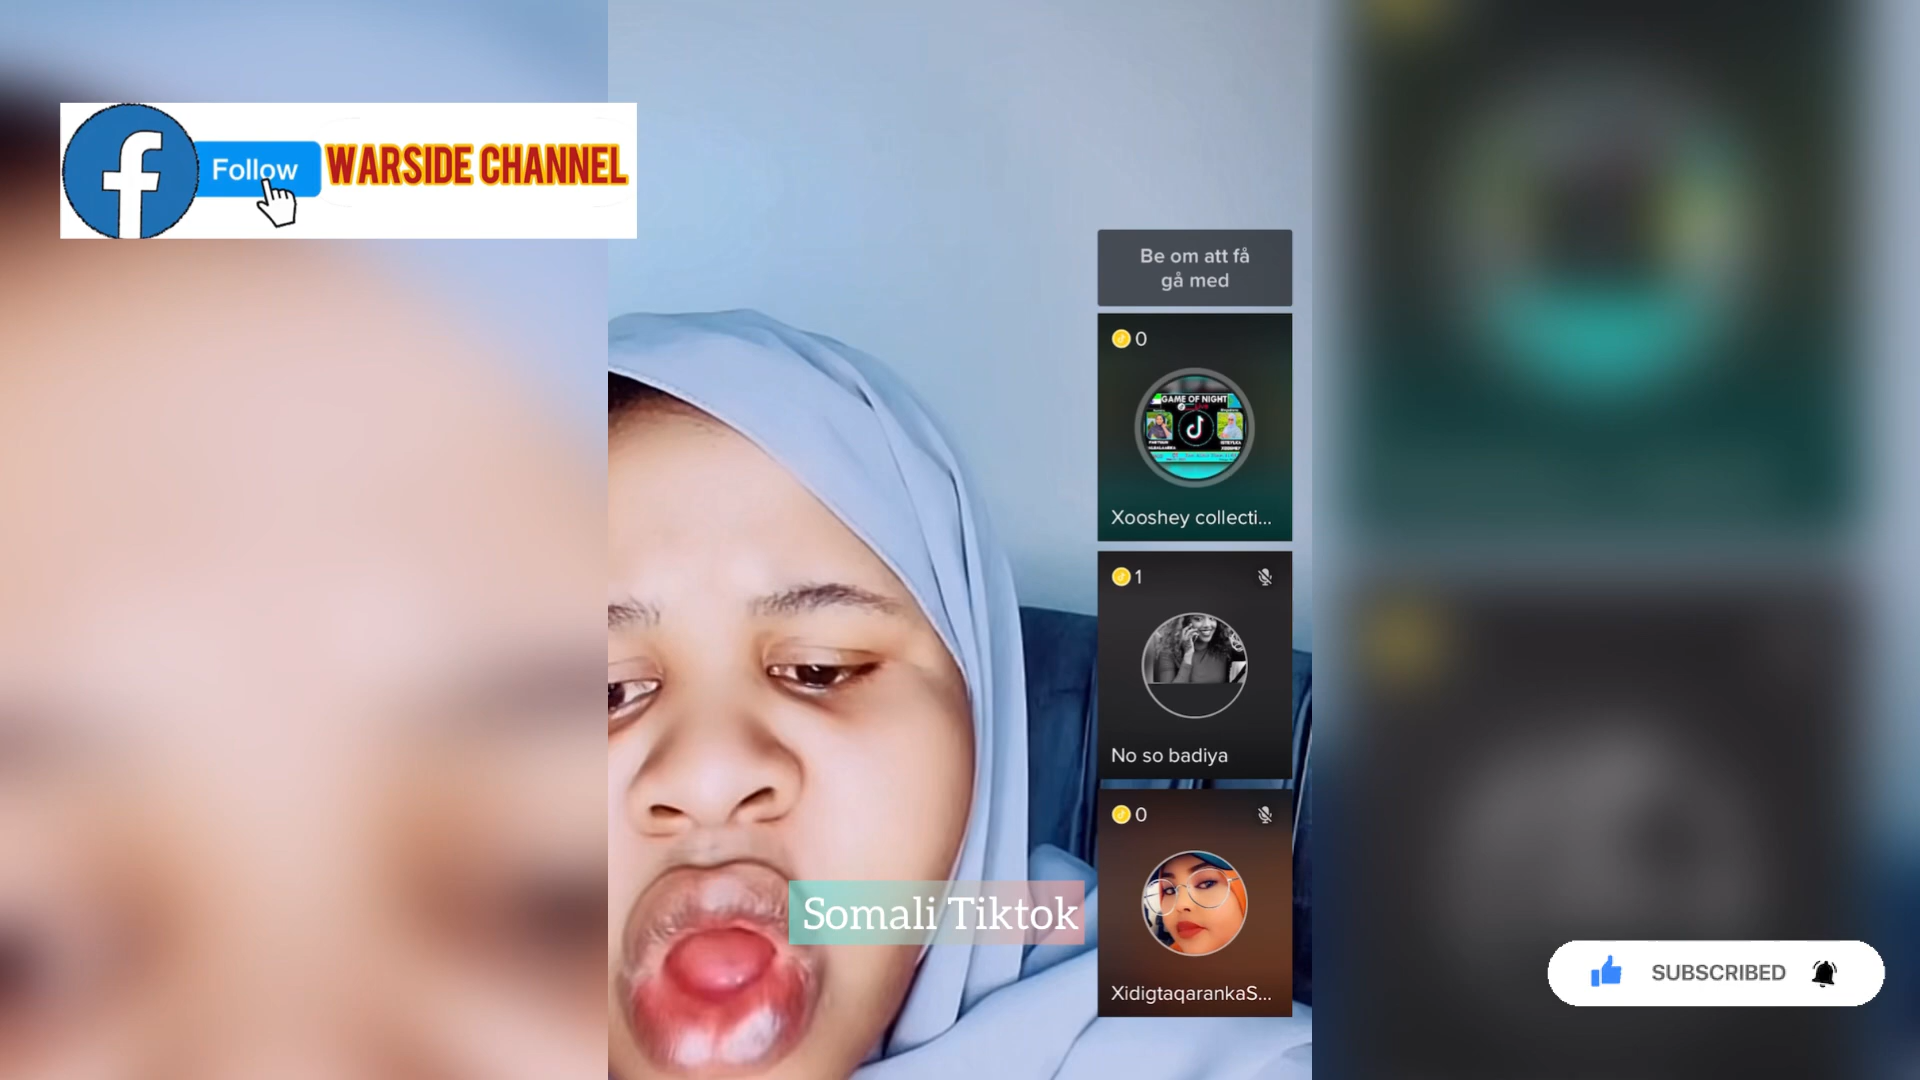 Follow
WARSIDE CHANNEL
Be om att få
gå med
0
GAME OF NIGHT
Xooshey collecti...
1
No so badiya
0
XidigtaqarankaS...
Somali Tiktok
SUBSCRIBED